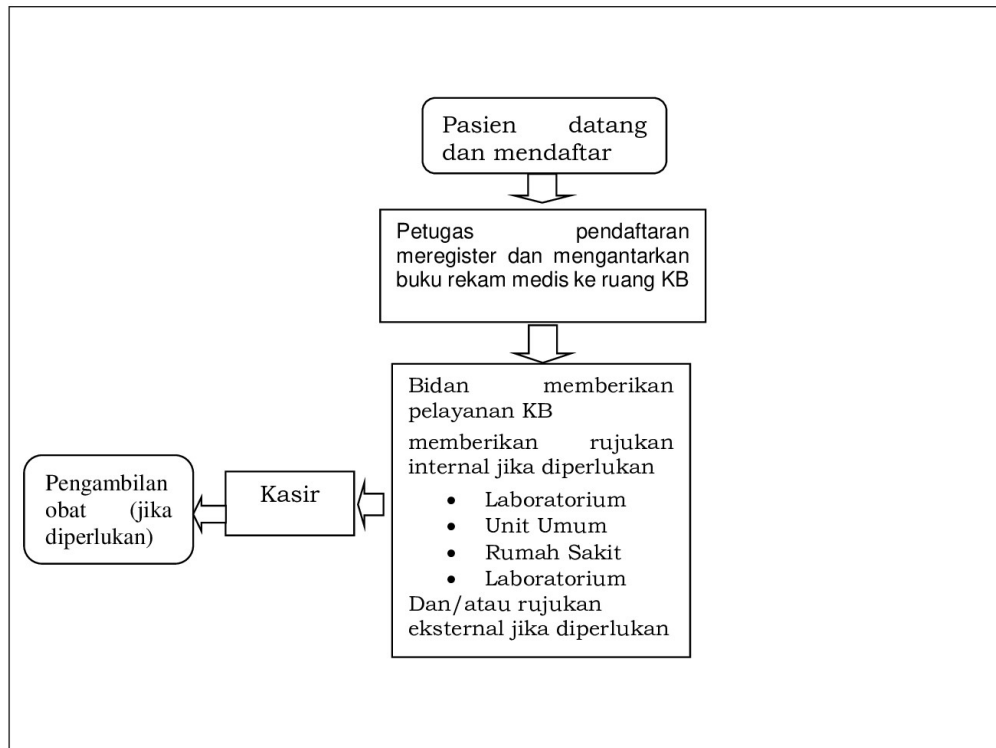 Pasien datang
dan mendaftar
Petugas pendaftaran
meregister dan mengantarkan
buku rekam medis ke ruang KB
Bidan memberikan
pelayanan KB
memberikan rujukan
internal jika diperlukan
• Laboratorium
• Unit Umum
• Rumah Sakit
• Laboratorium
Dan/atau rujukan
eksternal jika diperlukan
Kasir
Pengambilan
obat (jika
diperlukan)